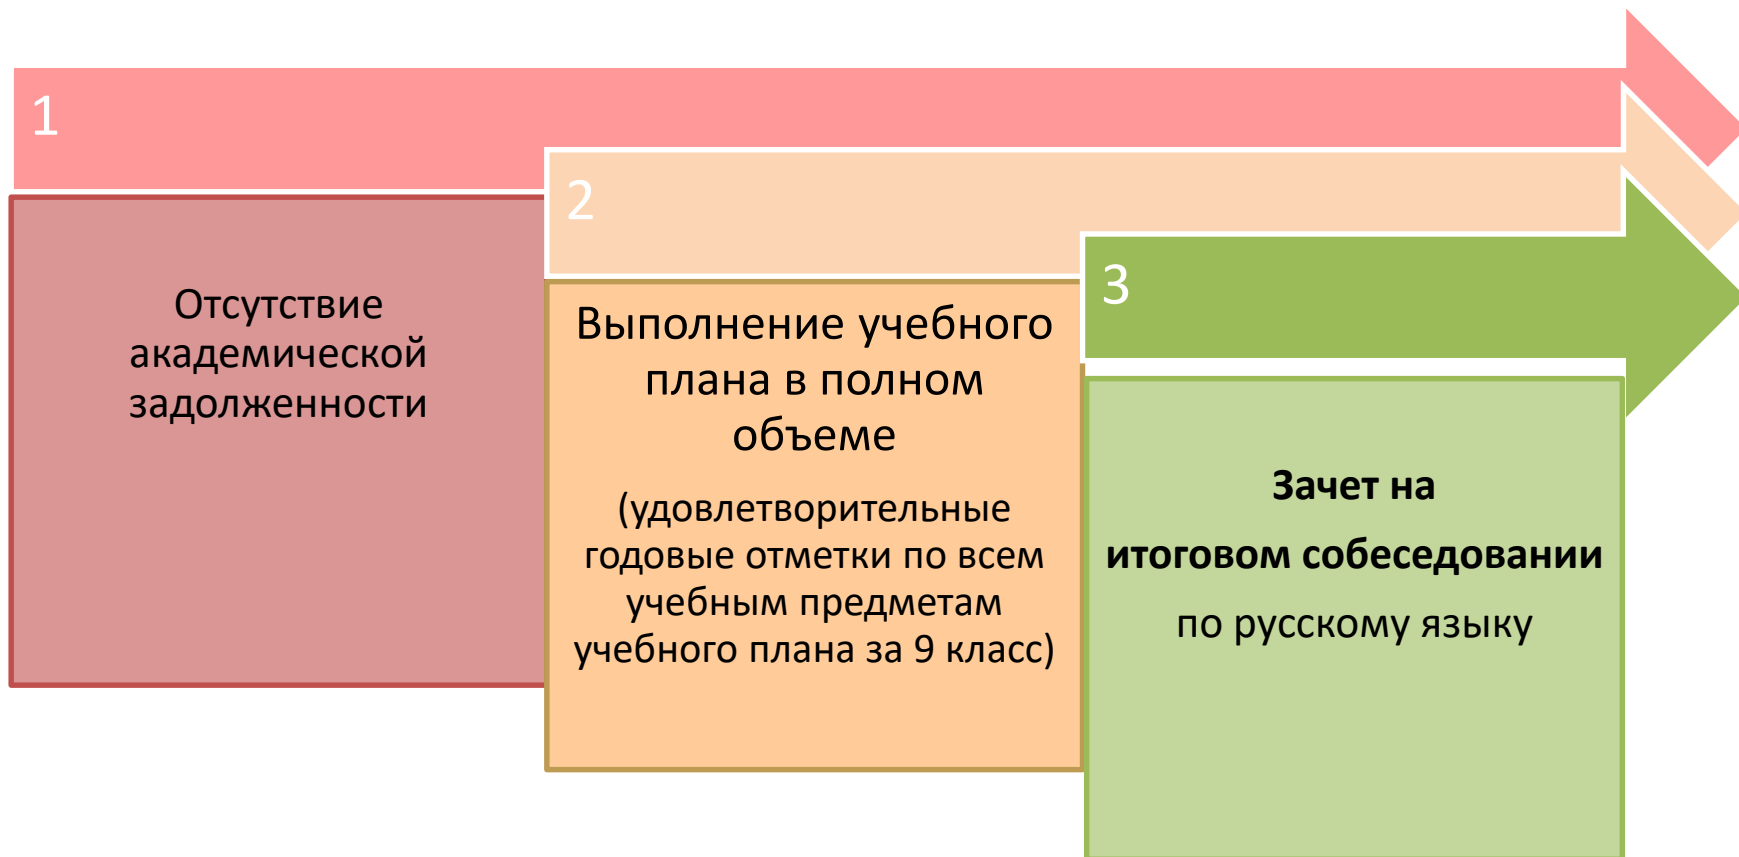 1
Отсутствие
академической
задолженности
2
Выполнение учебного
плана в полном
объеме
(удовлетворительные
годовые отметки по всем
учебным предметам
учебного плана за 9 класс)
3
Зачет на
итоговом собеседовании
по русскому языку